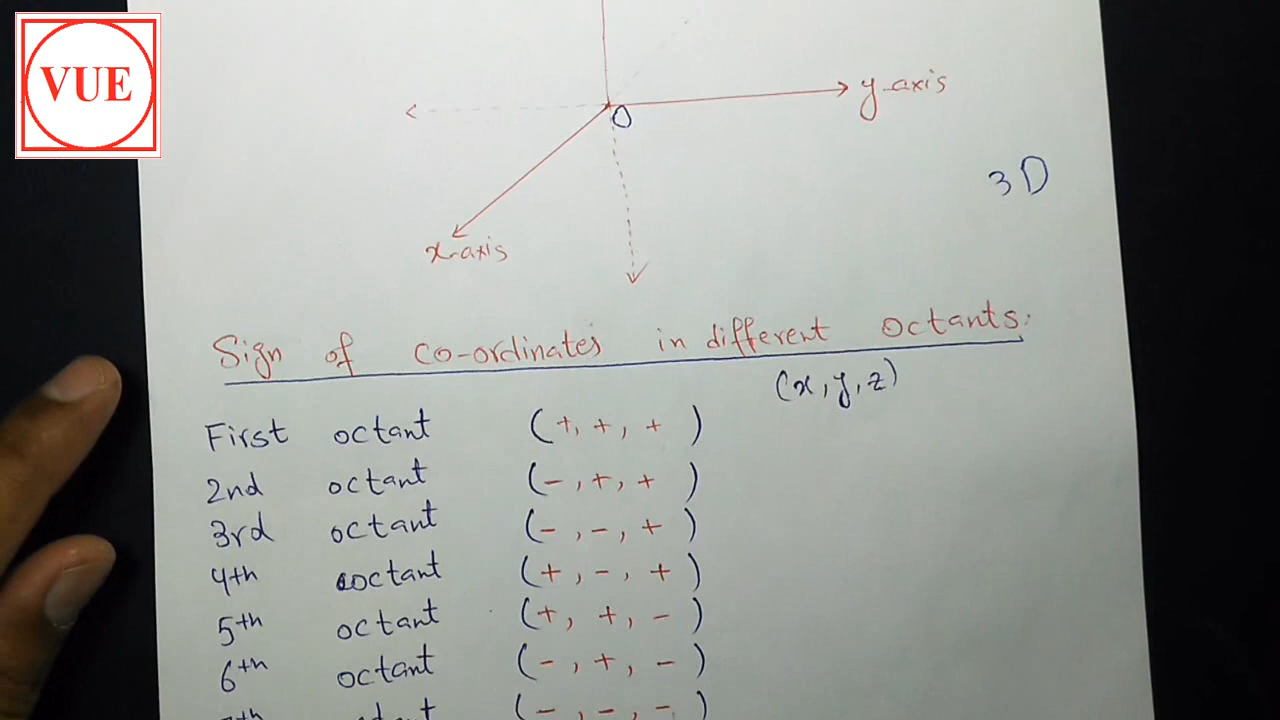 VUE
y-axis
O
3D
x-axis
Sign of co-ordinates in different octants:
(x, y, z)
First octant (+, +, +)
2nd octant (-, +, +)
3rd octant (-, -, +)
4th octant (+, -, +)
5th octant (+, +, -)
6th octant (-, +, -)
(-, -, -)